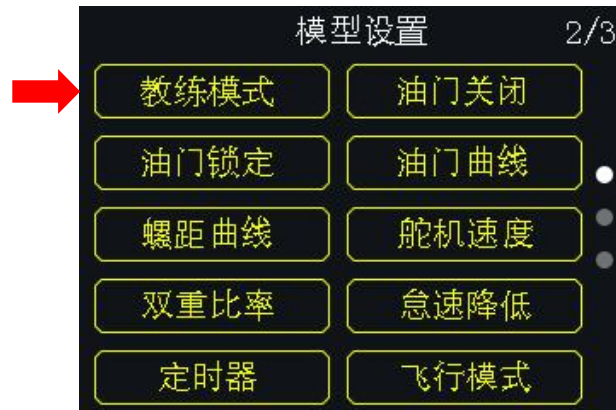 模型设置 2/3
教练模式 油门关闭
油门锁定 油门曲线
螺距曲线 舵机速度
双重比率 怠速降低
定时器 飞行模式